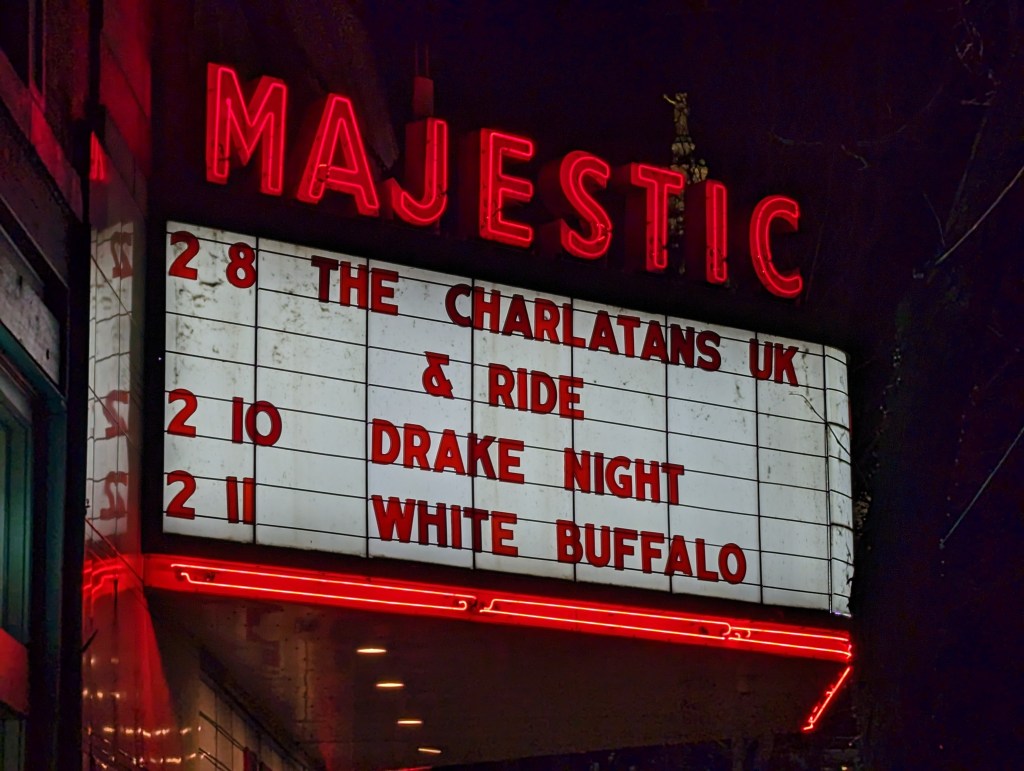 MAJESTIC
2 8 THE CHARLATANS UK
& RIDE
2 10 DRAKE NIGHT
2 11 WHITE BUFFALO